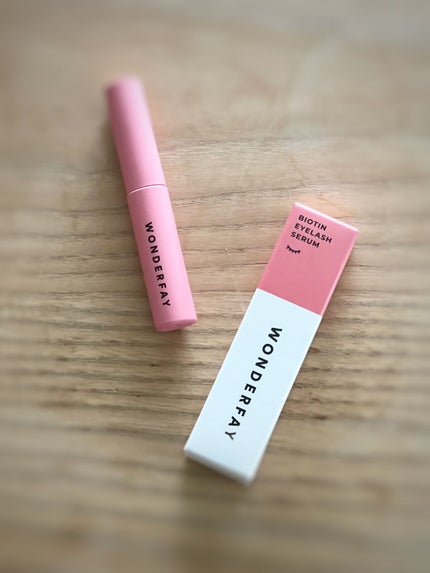 WONDERFAY
BIOTIN
EYELASH
SERUM
WONDERFAY